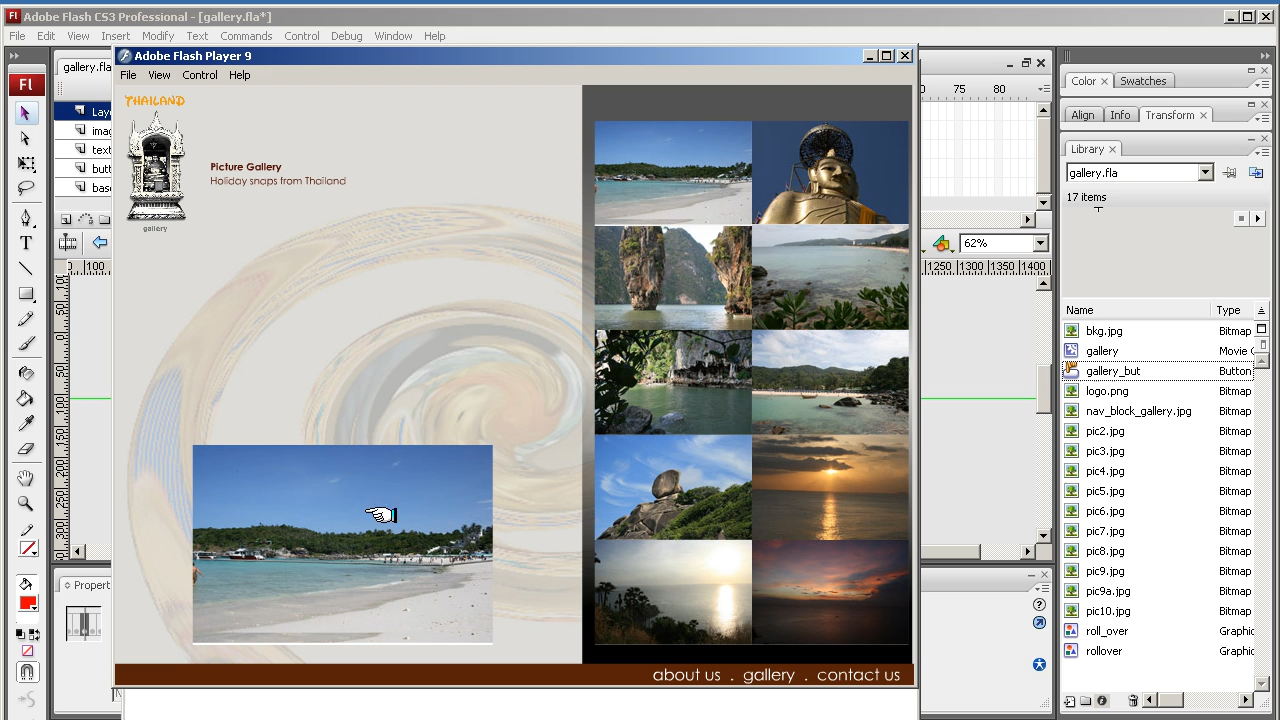 Adobe Flash CS3 Professional - [gallery.fla*]
File Edit View Insert Modify Text Commands Control Debug Window Help
gallery.fla
Adobe Flash Player 9
File View Control Help
Fl
THAILAND
gallery
Picture Gallery
Holiday snaps from Thailand
about us . gallery . contact us
75 80
62%
100
1250 1300 1350 1400
Color Swatches
Align Info Transform
Library
gallery.fla
17 items
Name Type
bkg.jpg Bitmap
gallery Movie
gallery_but Button
logo.png Bitmap
nav_block_gallery.jpg Bitmap
pic2.jpg Bitmap
pic3.jpg Bitmap
pic4.jpg Bitmap
pic5.jpg Bitmap
pic6.jpg Bitmap
pic7.jpg Bitmap
pic8.jpg Bitmap
pic9.jpg Bitmap
pic9a.jpg Bitmap
pic10.jpg Bitmap
roll_over Graphic
rollover Graphic